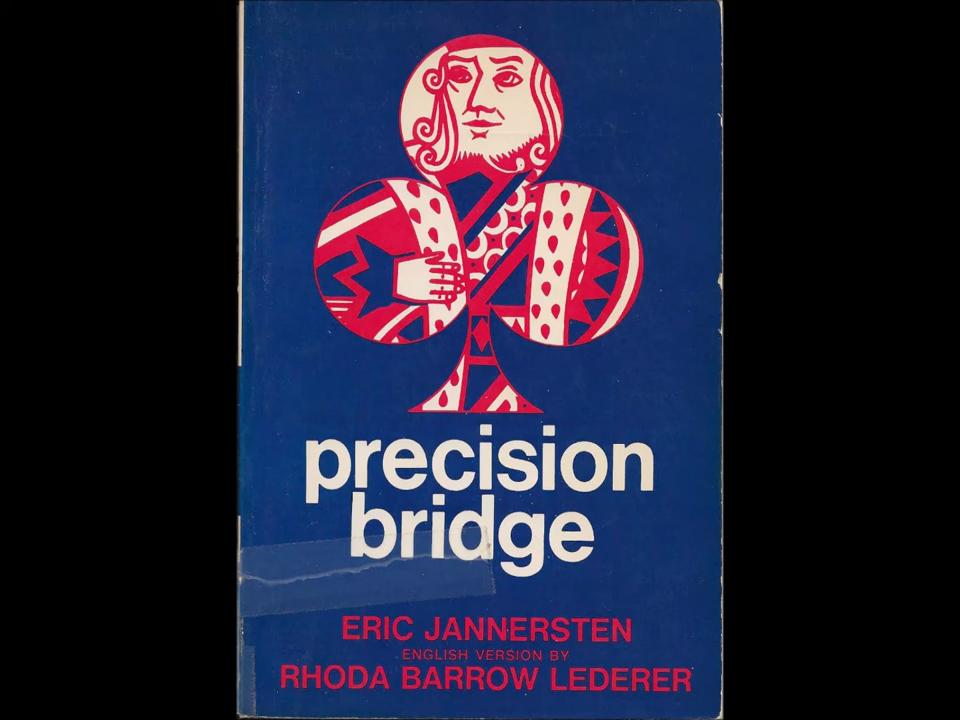 precision
bridge
ERIC JANNERSTEN
ENGLISH VERSION BY
RHODA BARROW LEDERER